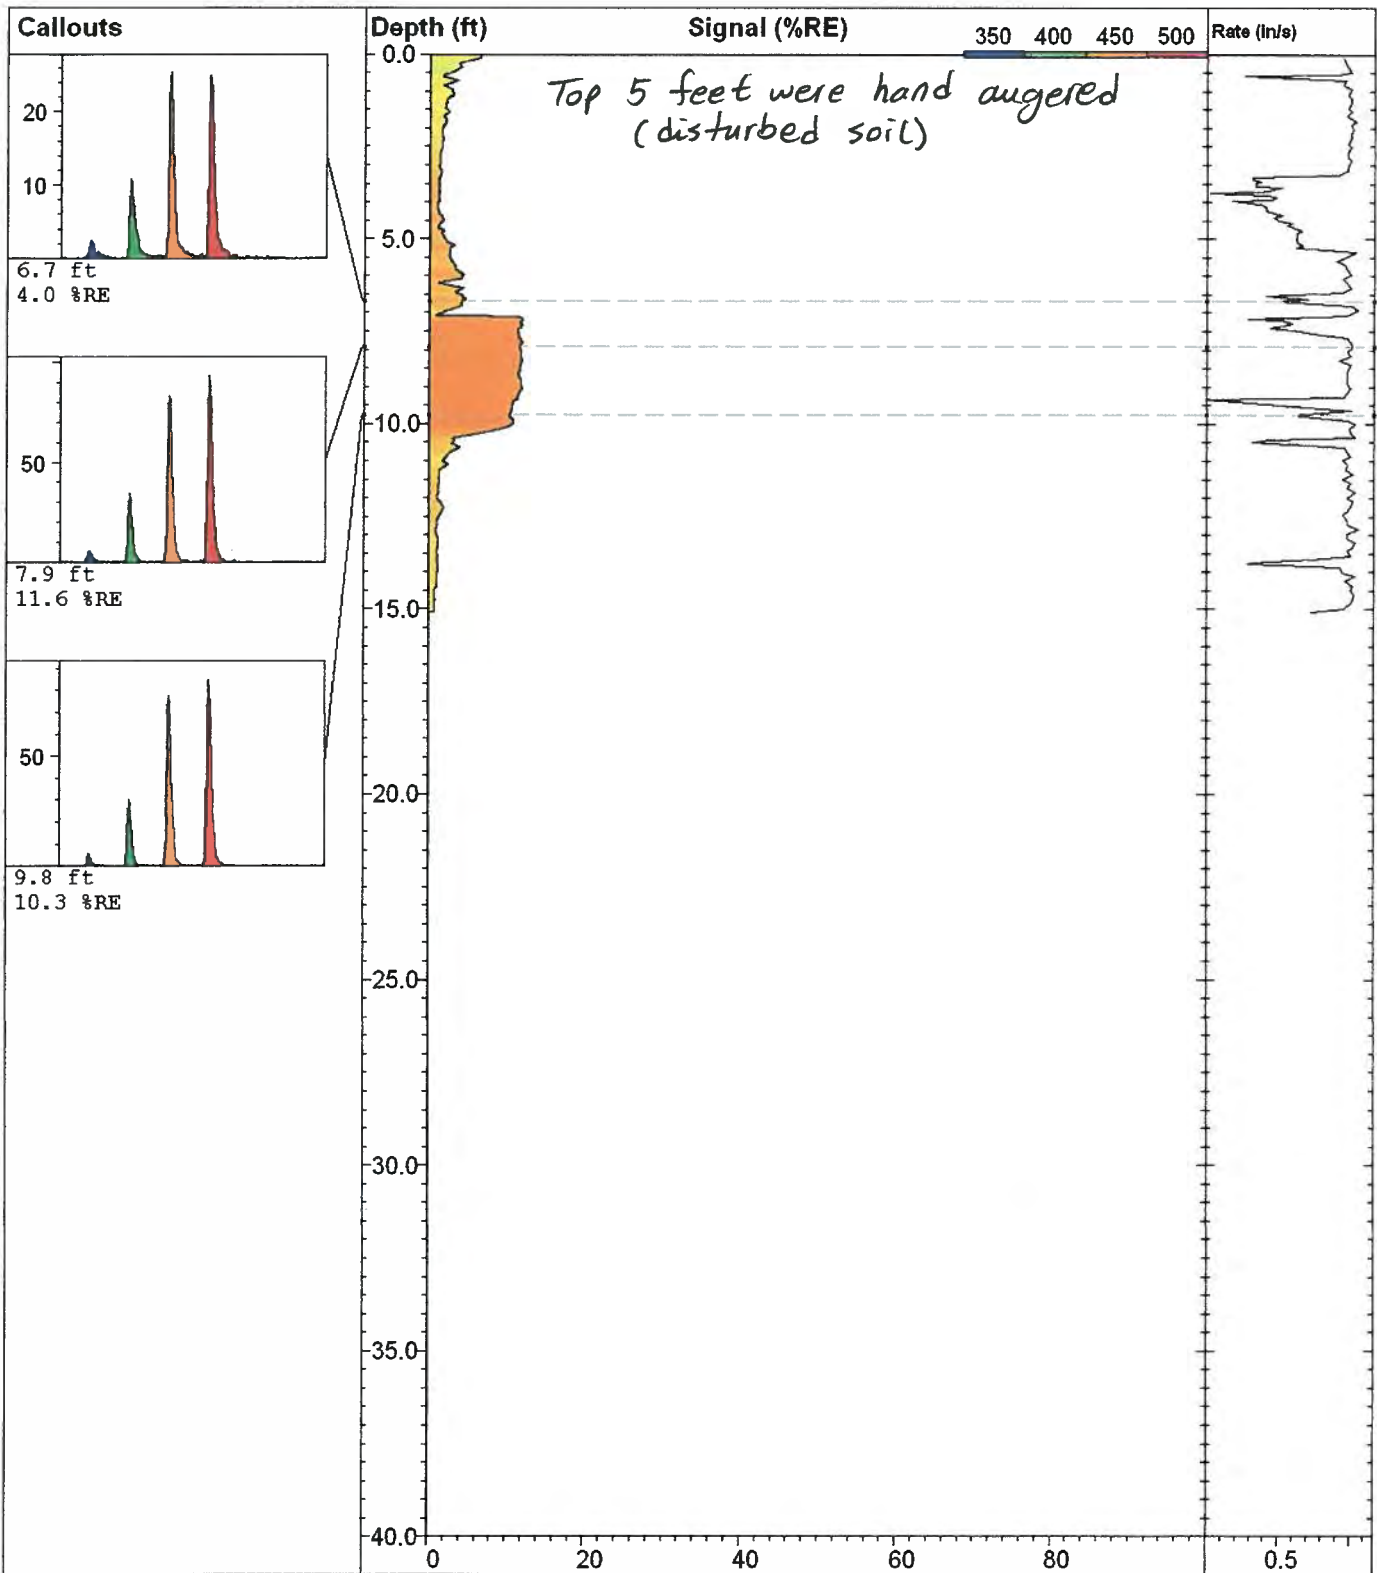 Callouts
Depth (ft)
Signal (%RE)
350 400 450 500
Rate (in/s)
Top 5 feet were hand augered
(disturbed soil)
20
10
6.7 ft
4.0 %RE
50
7.9 ft
11.6 %RE
50
9.8 ft
10.3 %RE
0.0
5.0
10.0
15.0
20.0
25.0
30.0
35.0
40.0
0 20 40 60 80
0.5